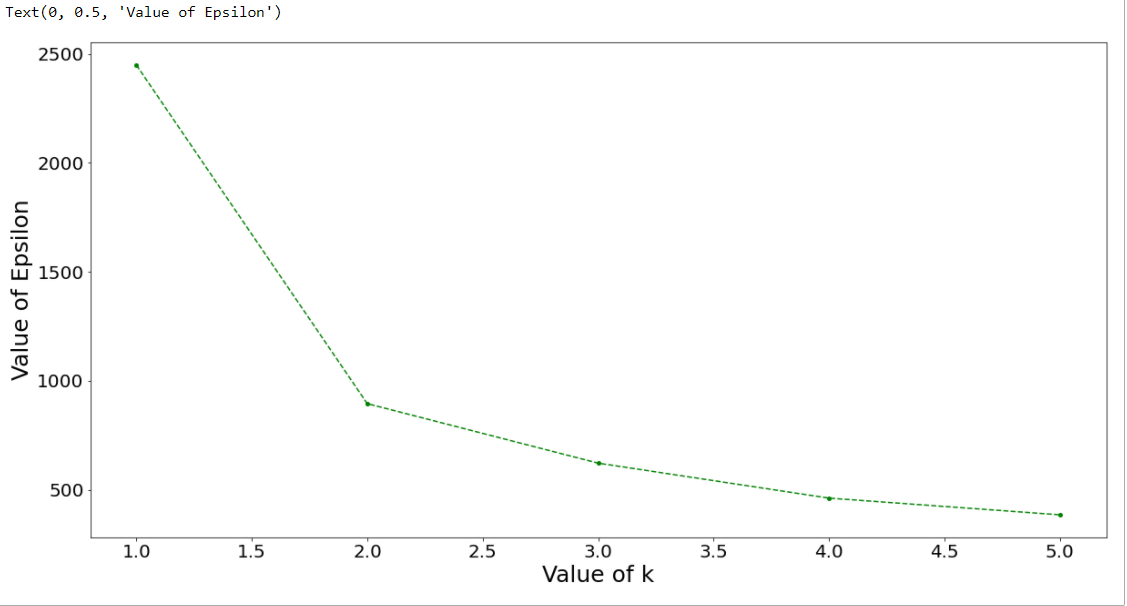 Text(0, 0.5, 'Value of Epsilon')
2500
2000
1500
1000
500
Value of Epsilon
1.0 1.5 2.0 2.5 3.0 3.5 4.0 4.5 5.0
Value of k